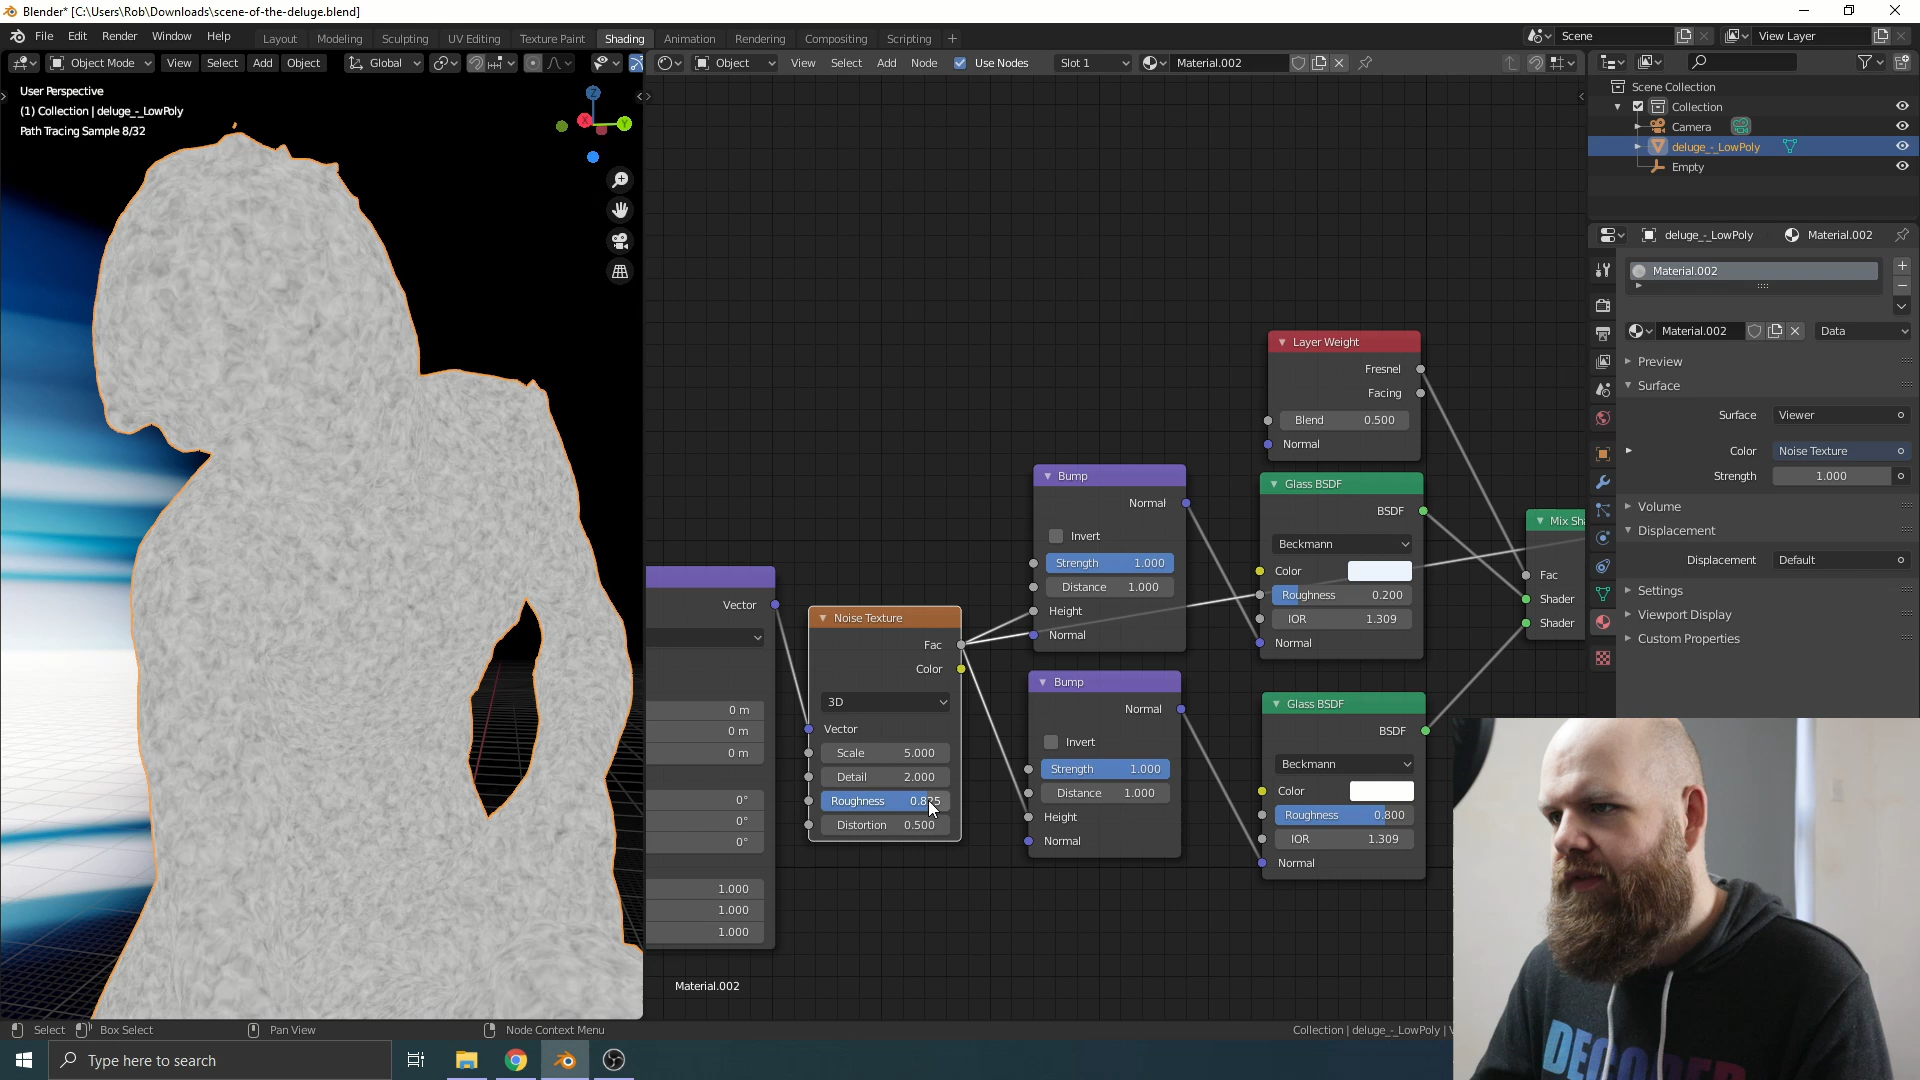 Blender* [C:\Users\Rob\Downloads\scene-of-the-deluge.blend]
File Edit Render Window Help Layout Modeling Sculpting UV Editing Texture Paint Shading Animation Rendering Compositing Scripting + Scene View Layer
Object Mode View Select Add Object Global Object View Select Add Node Use Nodes Slot 1 Material.002
User Perspective
(1) Collection | deluge_-_LowPoly
Path Tracing Sample 8/32
Z
X
Y
Scene Collection
Collection
Camera
deluge_-_LowPoly
Empty
deluge_-_LowPoly Material.002
Material.002
Material.002 Data
Preview
Surface
Surface Viewer
Color Noise Texture
Strength 1.000
Volume
Displacement
Displacement Default
Settings
Viewport Display
Custom Properties
Layer Weight
Fresnel
Facing
Blend 0.500
Normal
Bump
Normal
Invert
Strength 1.000
Distance 1.000
Height
Normal
Glass BSDF
BSDF
Beckmann
Color
Roughness 0.200
IOR 1.309
Normal
Mix Sh
Fac
Shader
Shader
Vector
0 m
0 m
0 m
0°
0°
0°
1.000
1.000
1.000
Noise Texture
Fac
Color
3D
Vector
Scale 5.000
Detail 2.000
Roughness
Distortion 0.500
Bump
Normal
Invert
Strength 1.000
Distance 1.000
Height
Normal
Glass BSDF
BSDF
Beckmann
Color
Roughness 0.800
IOR 1.309
Normal
Material.002
Select Box Select Pan View Node Context Menu Collection | deluge_-_LowPoly |
Type here to search